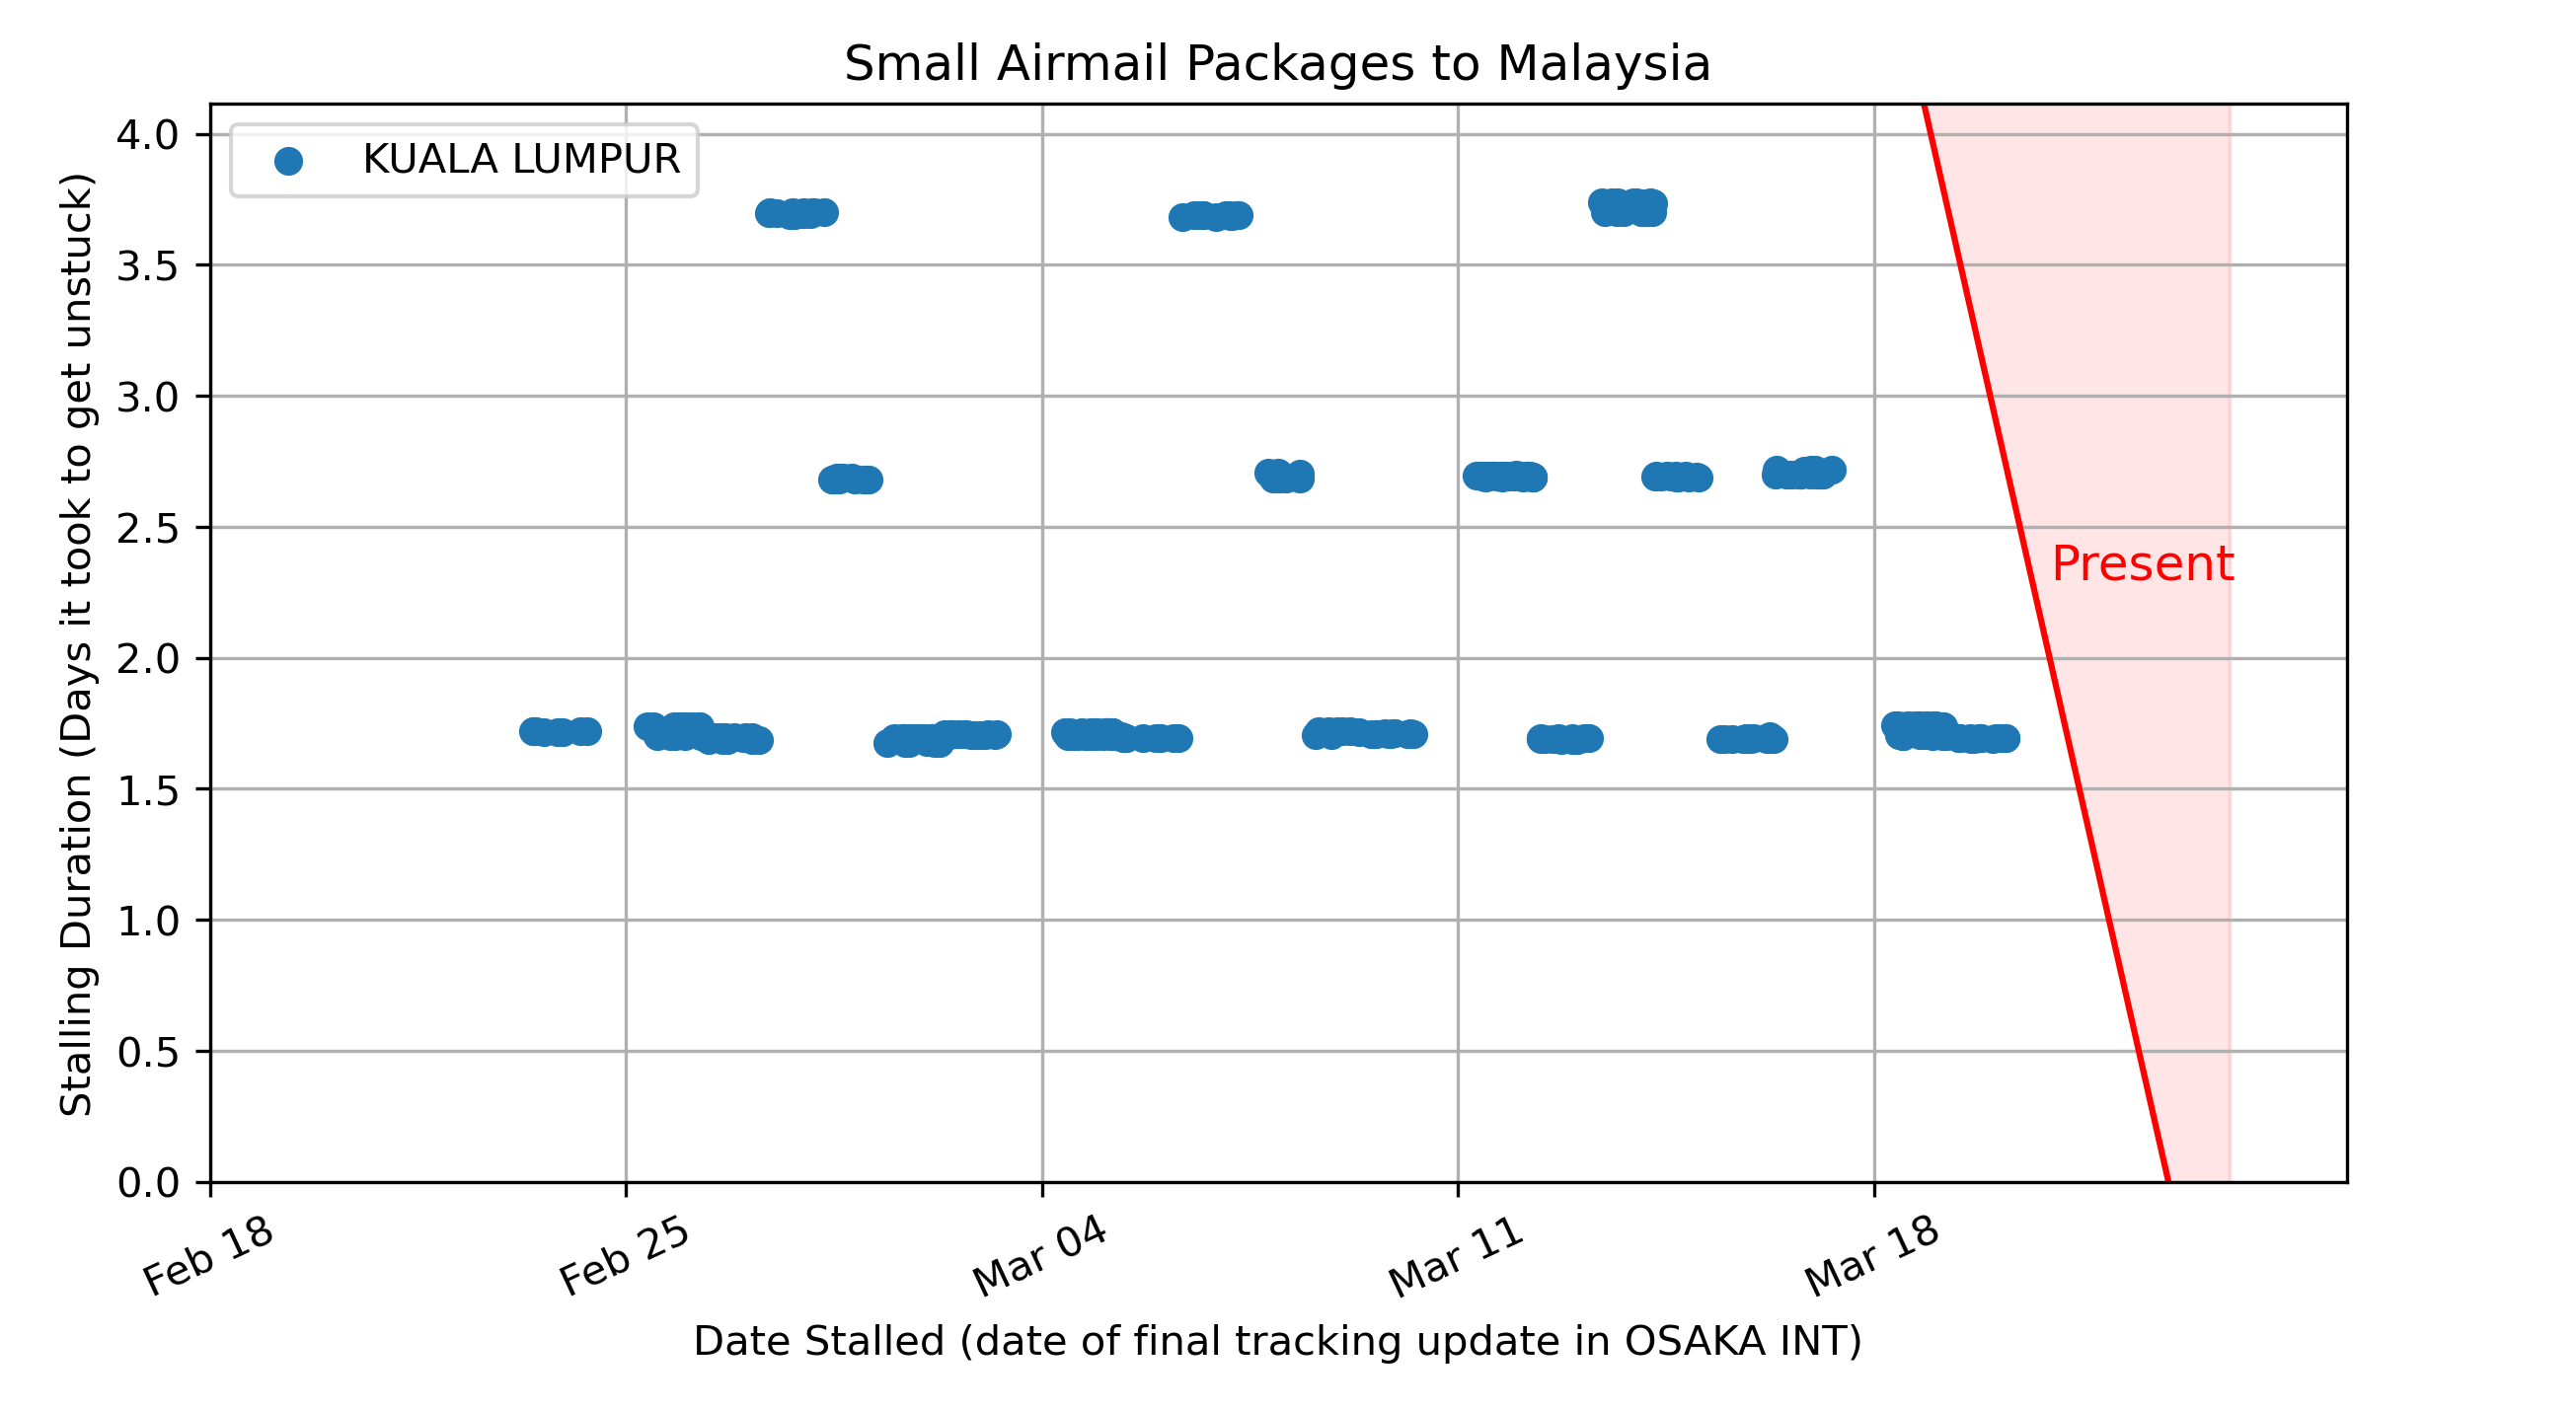 Small Airmail Packages to Malaysia
KUALA LUMPUR
4.0
3.5
3.0
2.5
2.0
1.5
1.0
0.5
0.0
Stalling Duration (Days it took to get unstuck)
Present
Feb 18
Feb 25
Mar 04
Mar 11
Mar 18
Date Stalled (date of final tracking update in OSAKA INT)